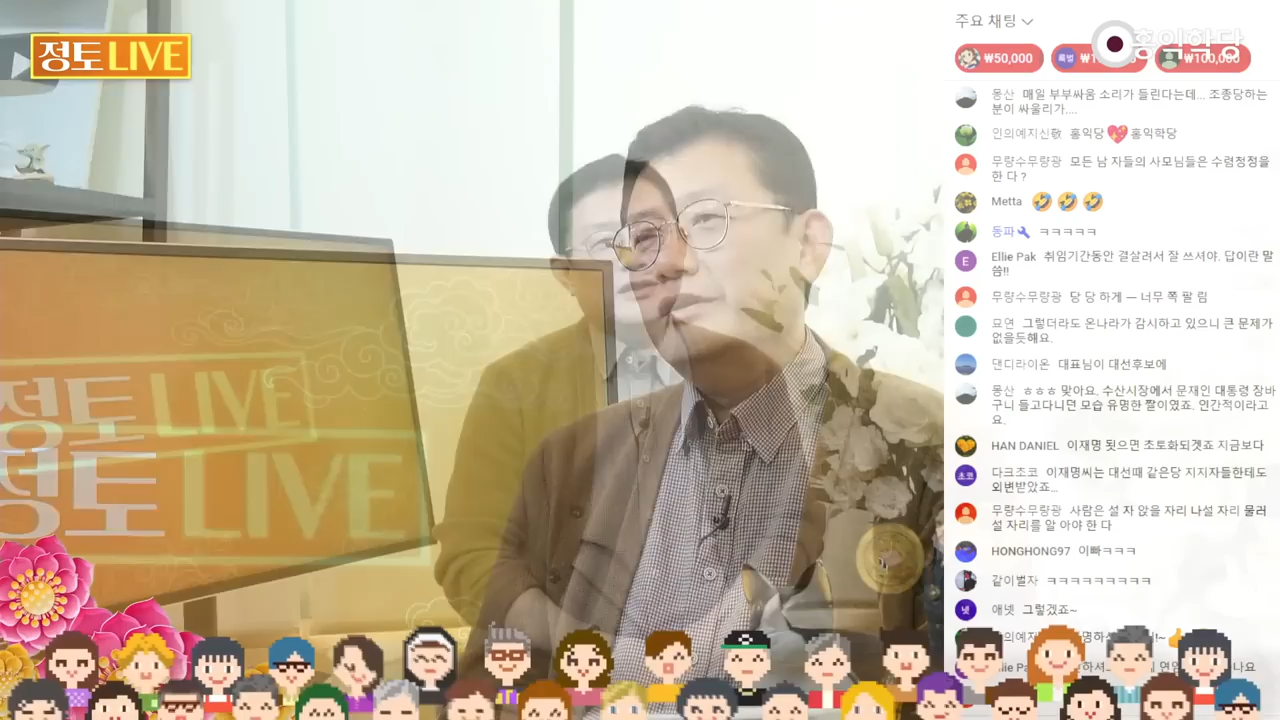 정토 LIVE
주요 채팅
홍익학당
₩50,000
₩100,000
몽산 매일 부부싸움 소리가 들린다는데... 조종당하는
분이 싸울리가....
인의예지신敬 홍익당 홍익학당
무량수무량광 모든 남 자들의 사모님들은 수렴청정을
한 다 ?
Metta
동파 ㅋㅋㅋㅋㅋ
E
Ellie Pak 취임기간동안 결살려서 잘 쓰셔야. 답이란 말
씀!!
무량수무량광 당 당 하게 — 너무 쪽 팔 림
묘연 그렇더라도 온나라가 감시하고 있으니 큰 문제가
없을듯해요.
댄디라이온 대표님이 대선후보에
몽산 ㅎㅎㅎ 맞아요. 수산시장에서 문재인 대통령 장바
구니 들고다니던 모습 유명한 짤이였죠. 인간적이라고
요.
HAN DANIEL 이재명 됫으면 초토화되겟죠 지금보다
초코
다크초코 이재명씨는 대선때 같은당 지지자들한테도
외변받았죠...
무량수무량광 사람은 설 자 앉을 자리 나설 자리 물러
설 자리를 알 아야 한 다
HONGHONG97 이빠ㅋㅋㅋ
같이별자 ㅋㅋㅋㅋㅋㅋㅋㅋㅋ
넷
애넷 그렇겠죠~
정토 LIVE
정토 LIVE